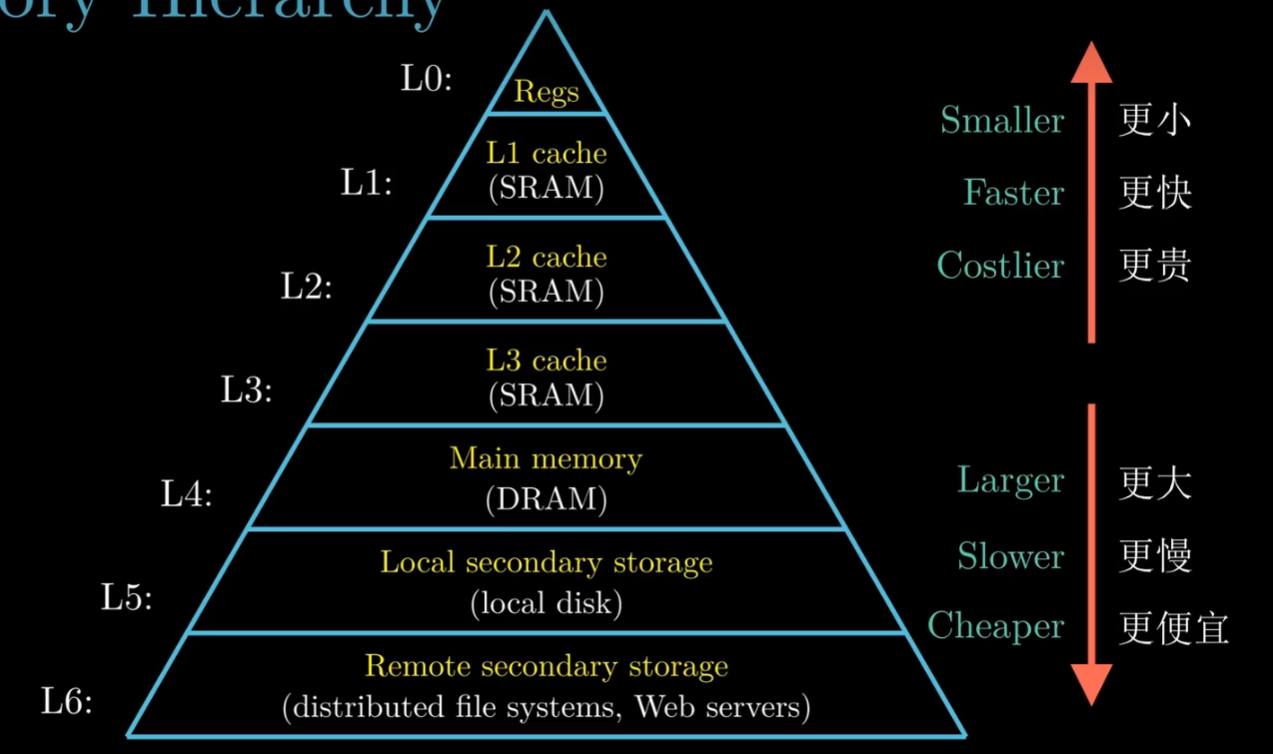 ory Hierarchy
L0:
Regs
L1:
L1 cache
(SRAM)
L2:
L2 cache
(SRAM)
L3:
L3 cache
(SRAM)
L4:
Main memory
(DRAM)
L5:
Local secondary storage
(local disk)
L6:
Remote secondary storage
(distributed file systems, Web servers)
Smaller 更小
Faster 更快
Costlier 更贵
Larger 更大
Slower 更慢
Cheaper 更便宜